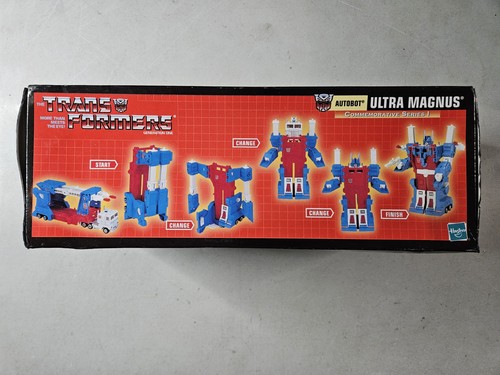 THE TRANSFORMERS
MORE THAN
MEETS
THE EYE!
GENERATION ONE
AUTOBOT®
ULTRA MAGNUS®
COMMEMORATIVE SERIES I
START
CHANGE
CHANGE
CHANGE
FINISH
Hasbro